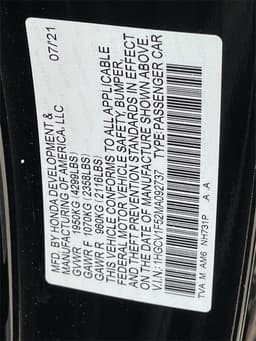 MFD. BY HONDA DEVELOPMENT & 07/21
MANUFACTURING OF AMERICA, LLC
GVWR 1950KG (4299LBS)
GAWR F 1070KG (2358LBS)
GAWR R 960KG (2116LBS)
THIS VEHICLE CONFORMS TO ALL APPLICABLE
FEDERAL MOTOR VEHICLE SAFETY, BUMPER,
AND THEFT PREVENTION STANDARDS IN EFFECT
ON THE DATE OF MANUFACTURE SHOWN ABOVE.
V.I.N.: 1HGCV1F52NA092737 TYPE:PASSENGER CAR
TVA M AM6 NH731P A A